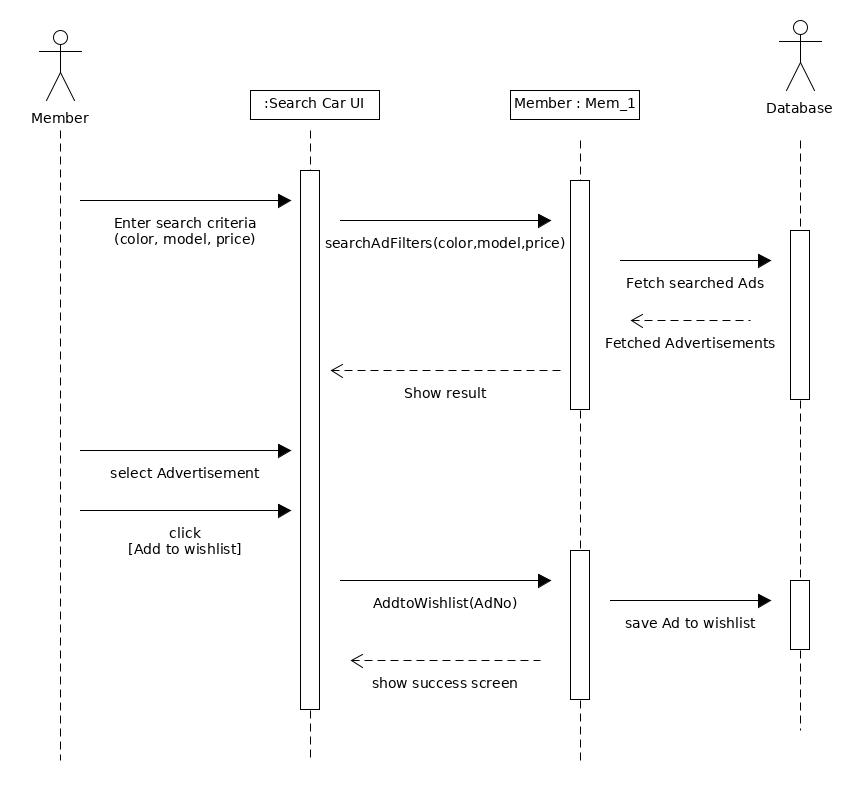 Member
:Search Car UI
Member : Mem_1
Database
Enter search criteria
(color, model, price)
searchAdFilters(color,model,price)
Fetch searched Ads
Fetched Advertisements
Show result
select Advertisement
click
[Add to wishlist]
AddtoWishlist(AdNo)
save Ad to wishlist
show success screen